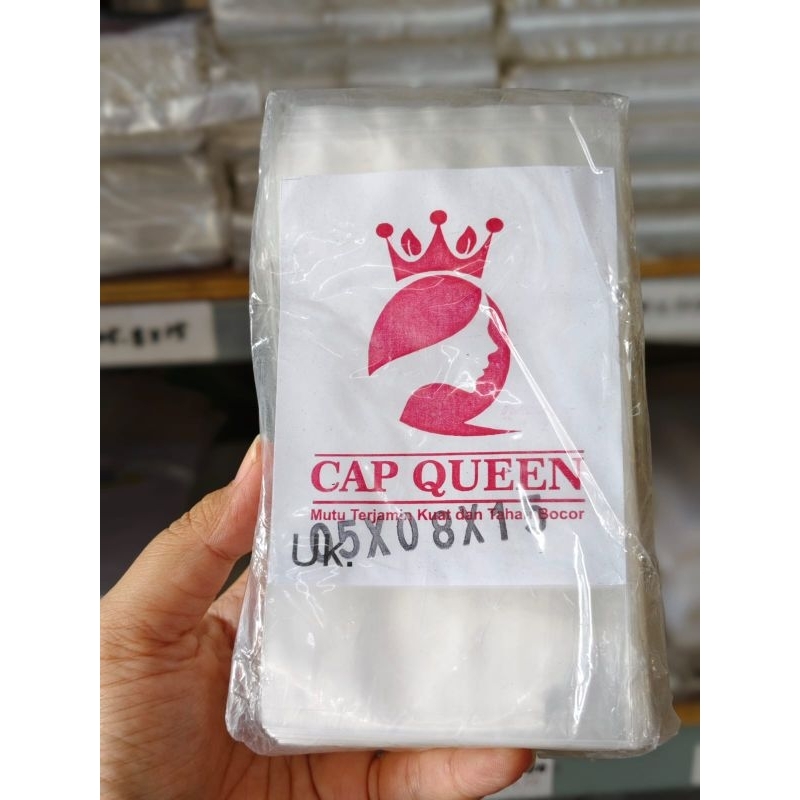 CAP QUEEN
Mutu Terjamin Kuat dan Tahan Bocor
Uk. 05X08X15